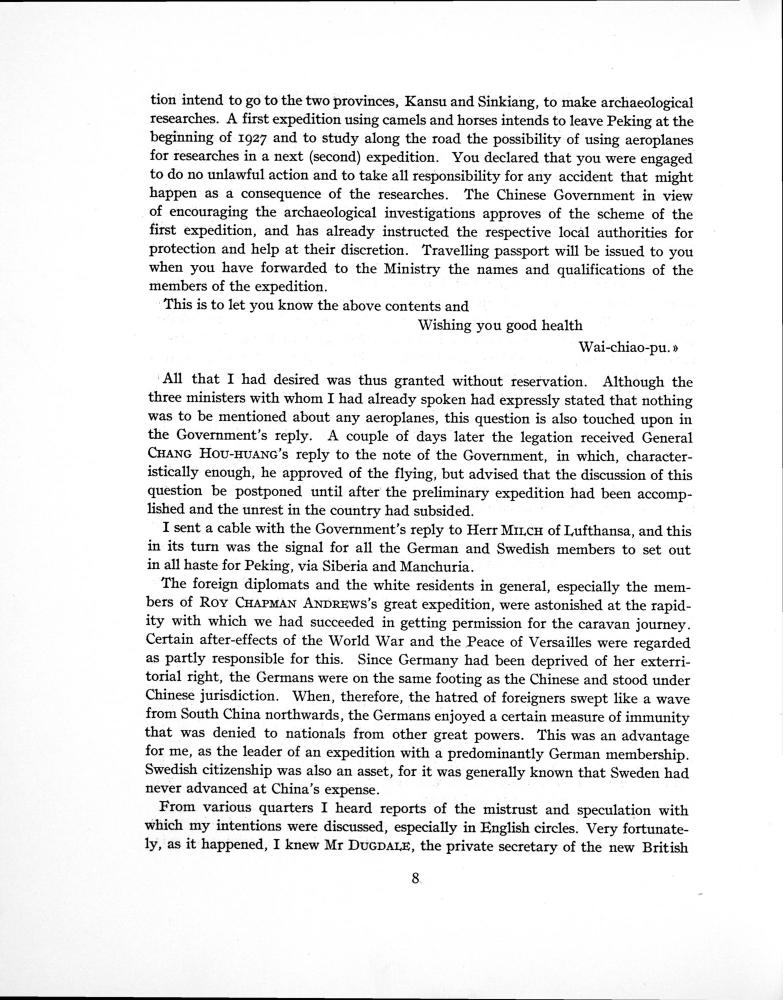 tion intend to go to the two provinces, Kansu and Sinkiang, to make archaeological
researches. A first expedition using camels and horses intends to leave Peking at the
beginning of 1927 and to study along the road the possibility of using aeroplanes
for researches in a next (second) expedition. You declared that you were engaged
to do no unlawful action and to take all responsibility for any accident that might
happen as a consequence of the researches. The Chinese Government in view
of encouraging the archaeological investigations approves of the scheme of the
first expedition, and has already instructed the respective local authorities for
protection and help at their discretion. Travelling passport will be issued to you
when you have forwarded to the Ministry the names and qualifications of the
members of the expedition.
This is to let you know the above contents and
Wishing you good health
Wai-chiao-pu.»
All that I had desired was thus granted without reservation. Although the
three ministers with whom I had already spoken had expressly stated that nothing
was to be mentioned about any aeroplanes, this question is also touched upon in
the Government's reply. A couple of days later the legation received General
CHANG HOU-HUANG's reply to the note of the Government, in which, character-
istically enough, he approved of the flying, but advised that the discussion of this
question be postponed until after the preliminary expedition had been accomp-
lished and the unrest in the country had subsided.
I sent a cable with the Government's reply to Herr MILCH of Lufthansa, and this
in its turn was the signal for all the German and Swedish members to set out
in all haste for Peking, via Siberia and Manchuria.
The foreign diplomats and the white residents in general, especially the mem-
bers of ROY CHAPMAN ANDREWS's great expedition, were astonished at the rapid-
ity with which we had succeeded in getting permission for the caravan journey.
Certain after-effects of the World War and the Peace of Versailles were regarded
as partly responsible for this. Since Germany had been deprived of her exterri-
torial right, the Germans were on the same footing as the Chinese and stood under
Chinese jurisdiction. When, therefore, the hatred of foreigners swept like a wave
from South China northwards, the Germans enjoyed a certain measure of immunity
that was denied to nationals from other great powers. This was an advantage
for me, as the leader of an expedition with a predominantly German membership.
Swedish citizenship was also an asset, for it was generally known that Sweden had
never advanced at China's expense.
From various quarters I heard reports of the mistrust and speculation with
which my intentions were discussed, especially in English circles. Very fortunate-
ly, as it happened, I knew Mr DUGDALE, the private secretary of the new British
8